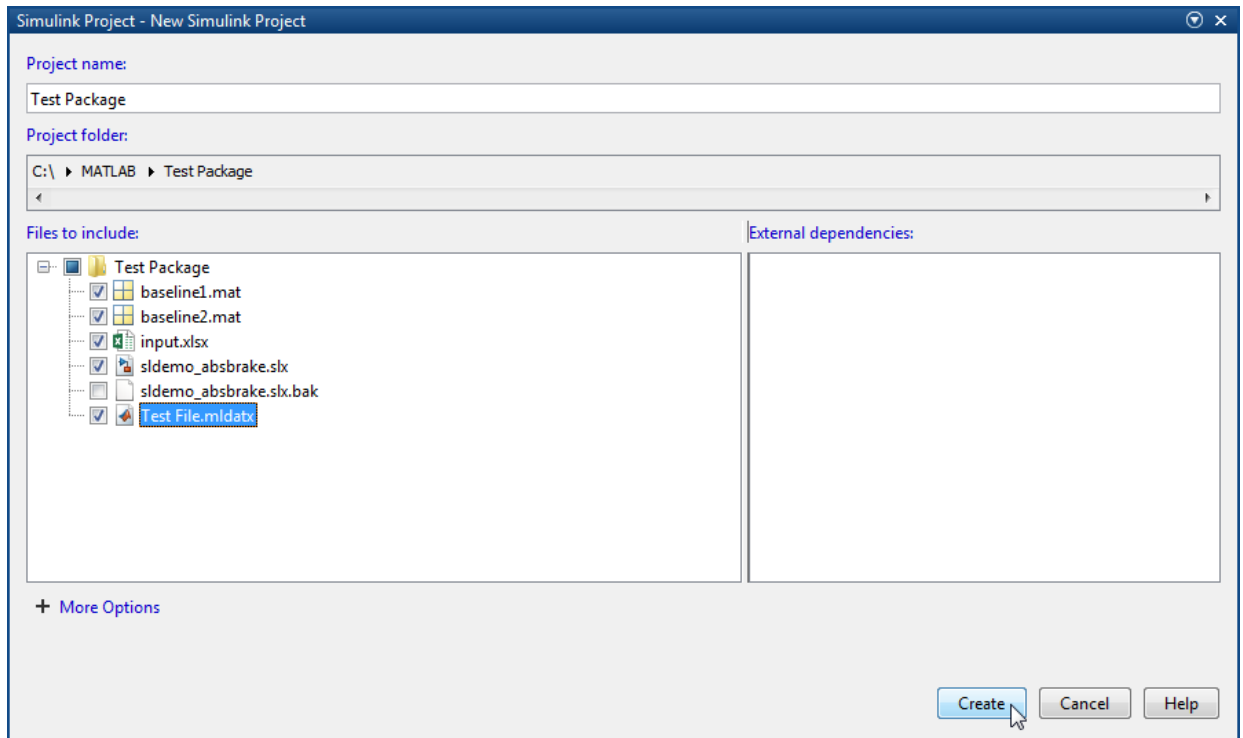 Simulink Project - New Simulink Project
Project name:
Test Package
Project folder:
C:\ MATLAB Test Package
Files to include:
External dependencies:
Test Package
baseline1.mat
baseline2.mat
input.xlsx
sldemo_absbrake.slx
sldemo_absbrake.slx.bak
Test File.mldatx
+ More Options
Create Cancel Help